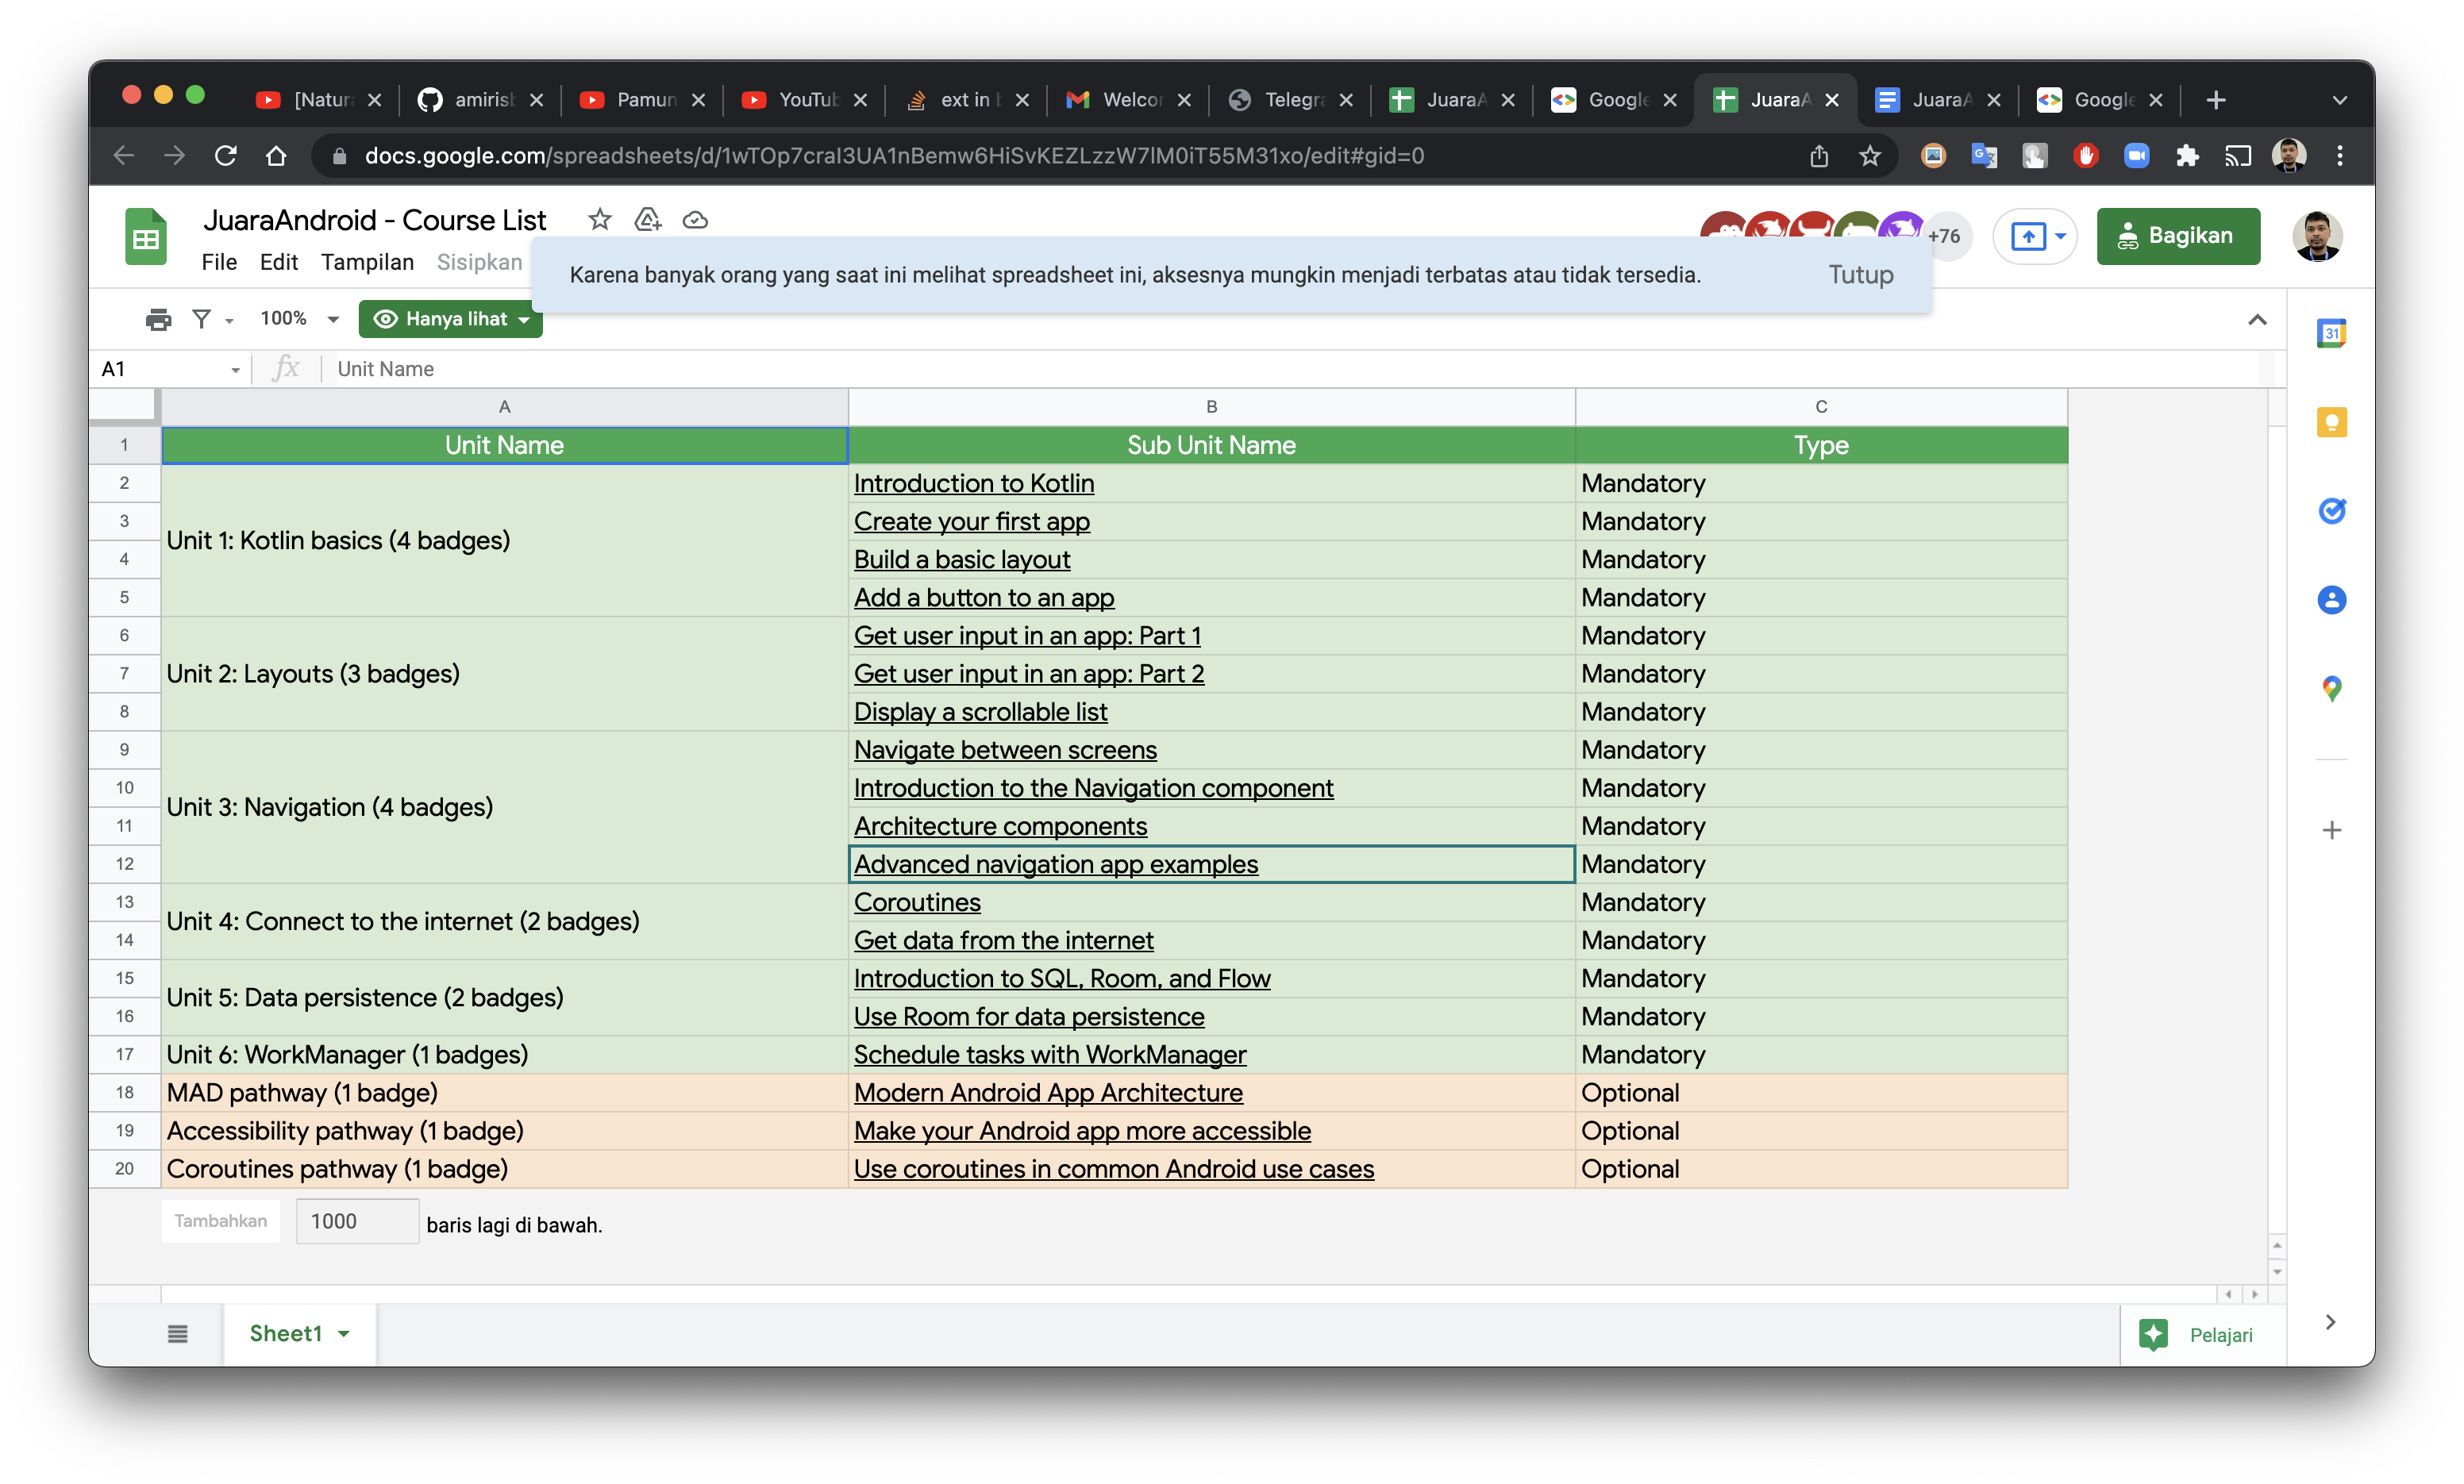 [Natura
amirisb
Pamun
YouTub
ext in b
Welcor
Telegra
JuaraA
Google
JuaraA
JuaraA
Google
docs.google.com/spreadsheets/d/1wTOp7craI3UA1nBemw6HiSvKEZLzzW7lM0iT55M31xo/edit#gid=0
JuaraAndroid - Course List
+76
Bagikan
File Edit Tampilan Sisipkan
Karena banyak orang yang saat ini melihat spreadsheet ini, aksesnya mungkin menjadi terbatas atau tidak tersedia. Tutup
100% Hanya lihat
31
A1 fx Unit Name
A B C
1 Unit Name Sub Unit Name Type
2 Introduction to Kotlin Mandatory
3 Create your first app Mandatory
Unit 1: Kotlin basics (4 badges)
4 Build a basic layout Mandatory
5 Add a button to an app Mandatory
6 Get user input in an app: Part 1 Mandatory
7 Unit 2: Layouts (3 badges) Get user input in an app: Part 2 Mandatory
8 Display a scrollable list Mandatory
9 Navigate between screens Mandatory
10 Introduction to the Navigation component Mandatory
Unit 3: Navigation (4 badges)
11 Architecture components Mandatory
12 Advanced navigation app examples Mandatory
13 Coroutines Mandatory
Unit 4: Connect to the internet (2 badges)
14 Get data from the internet Mandatory
15 Introduction to SQL, Room, and Flow Mandatory
Unit 5: Data persistence (2 badges)
16 Use Room for data persistence Mandatory
17 Unit 6: WorkManager (1 badges) Schedule tasks with WorkManager Mandatory
18 MAD pathway (1 badge) Modern Android App Architecture Optional
19 Accessibility pathway (1 badge) Make your Android app more accessible Optional
20 Coroutines pathway (1 badge) Use coroutines in common Android use cases Optional
Tambahkan 1000 baris lagi di bawah.
Sheet1
Pelajari